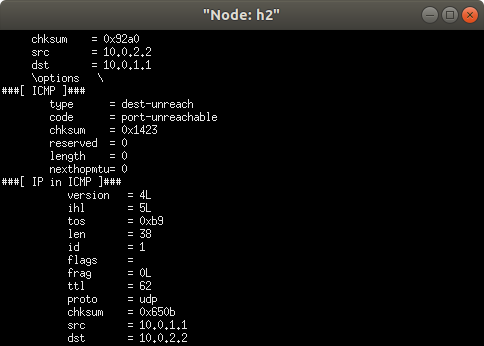 "Node: h2"
chksum = 0x92a0
src = 10.0.2.2
dst = 10.0.1.1
\options \
###[ ICMP ]###
type = dest-unreach
code = port-unreachable
chksum = 0x1423
reserved = 0
length = 0
nexthopmtu= 0
###[ IP in ICMP ]###
version = 4L
ihl = 5L
tos = 0xb9
len = 38
id = 1
flags =
frag = 0L
ttl = 62
proto = udp
chksum = 0x650b
src = 10.0.1.1
dst = 10.0.2.2